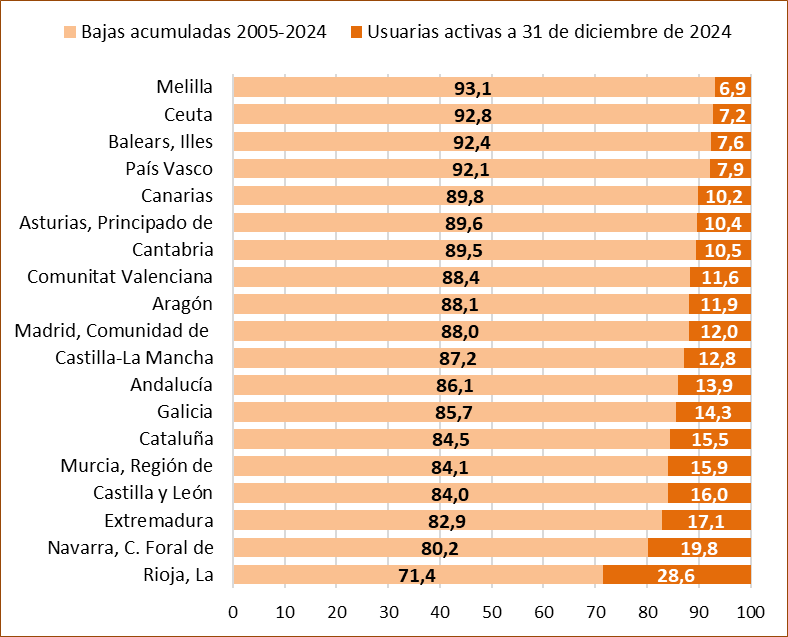 Bajas acumuladas 2005-2024 Usuarias activas a 31 de diciembre de 2024
Melilla 93,1 6,9
Ceuta 92,8 7,2
Balears, Illes 92,4 7,6
País Vasco 92,1 7,9
Canarias 89,8 10,2
Asturias, Principado de 89,6 10,4
Cantabria 89,5 10,5
Comunitat Valenciana 88,4 11,6
Aragón 88,1 11,9
Madrid, Comunidad de 88,0 12,0
Castilla-La Mancha 87,2 12,8
Andalucía 86,1 13,9
Galicia 85,7 14,3
Cataluña 84,5 15,5
Murcia, Región de 84,1 15,9
Castilla y León 84,0 16,0
Extremadura 82,9 17,1
Navarra, C. Foral de 80,2 19,8
Rioja, La 71,4 28,6
0 10 20 30 40 50 60 70 80 90 100